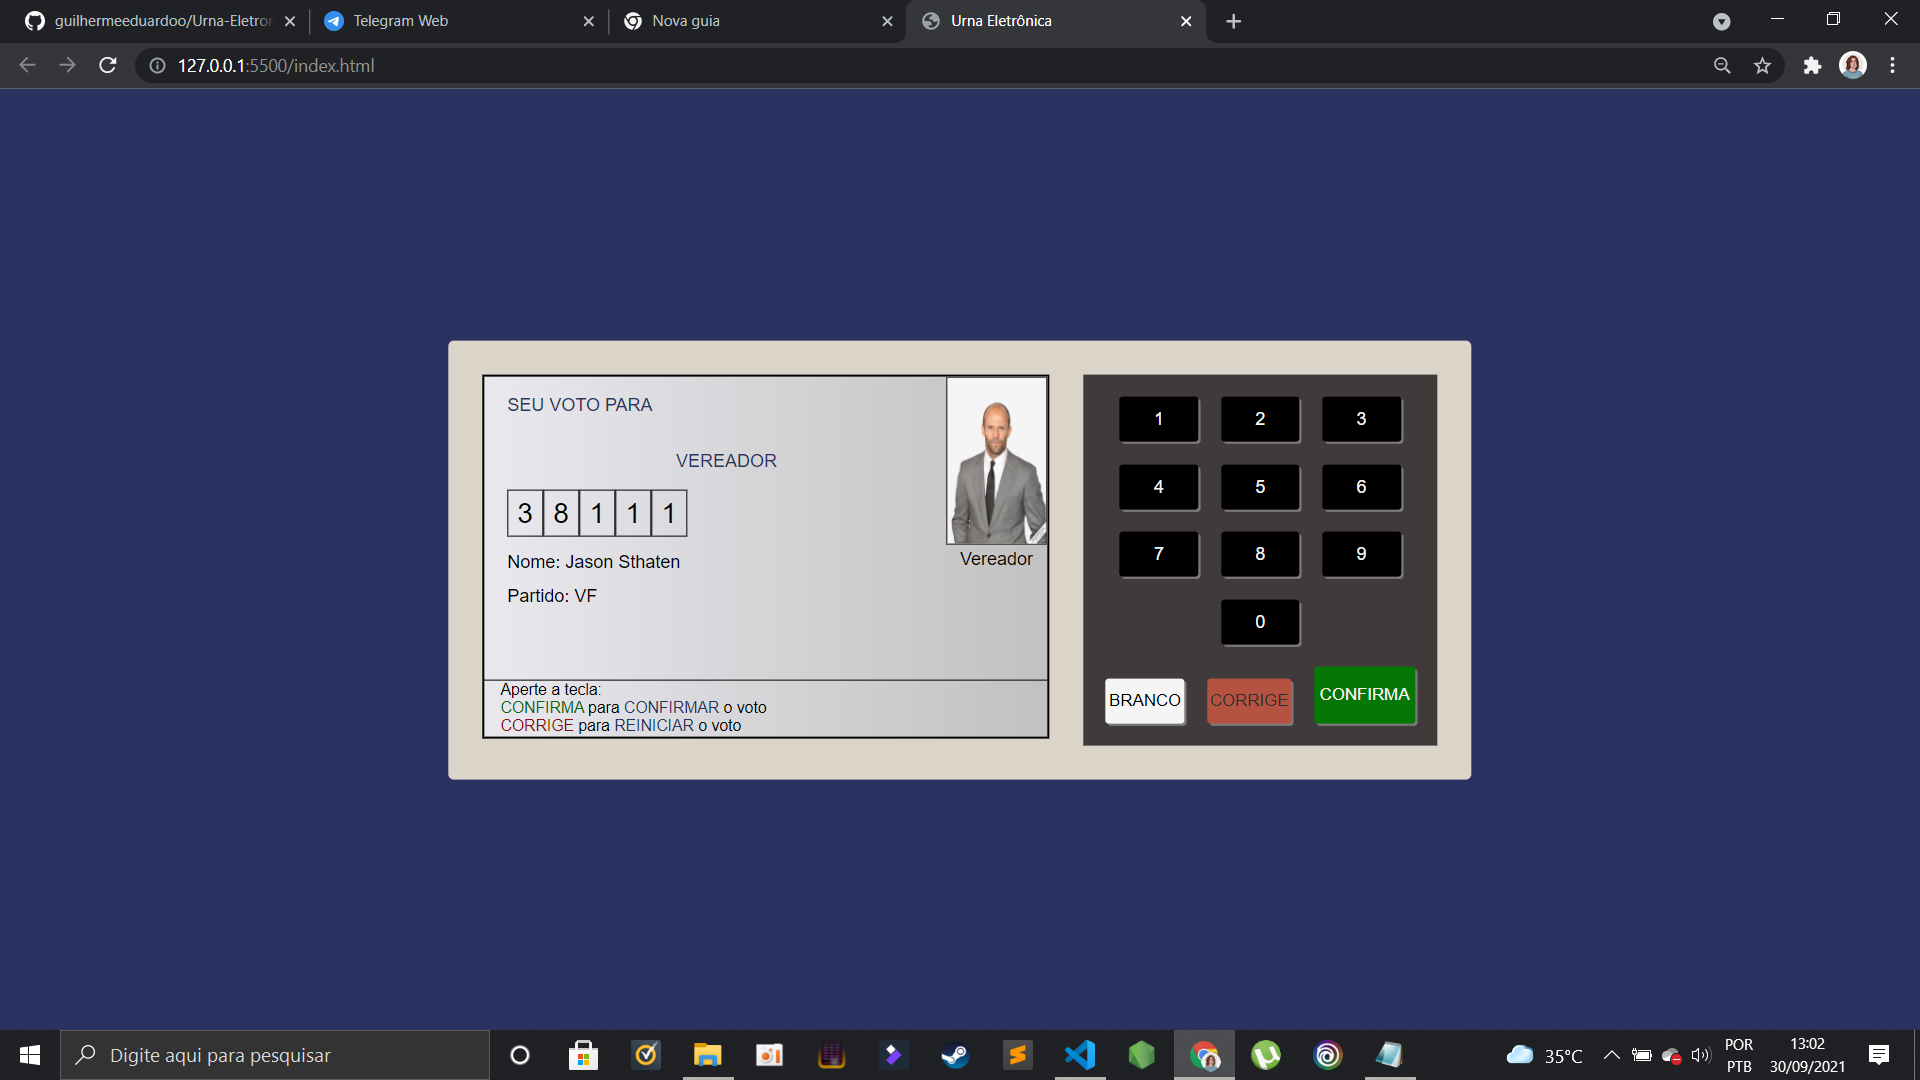 guilhermeeduardoo/Urna-Eletror
Telegram Web
Nova guia
Urna Eletrônica
127.0.0.1:5500/index.html
SEU VOTO PARA
VEREADOR
3 8 1 1 1
Nome: Jason Sthaten
Partido: VF
Vereador
Aperte a tecla:
CONFIRMA para CONFIRMAR o voto
CORRIGE para REINICIAR o voto
1 2 3
4 5 6
7 8 9
0
BRANCO CORRIGE CONFIRMA
Digite aqui para pesquisar
35°C
POR
PTB
13:02
30/09/2021